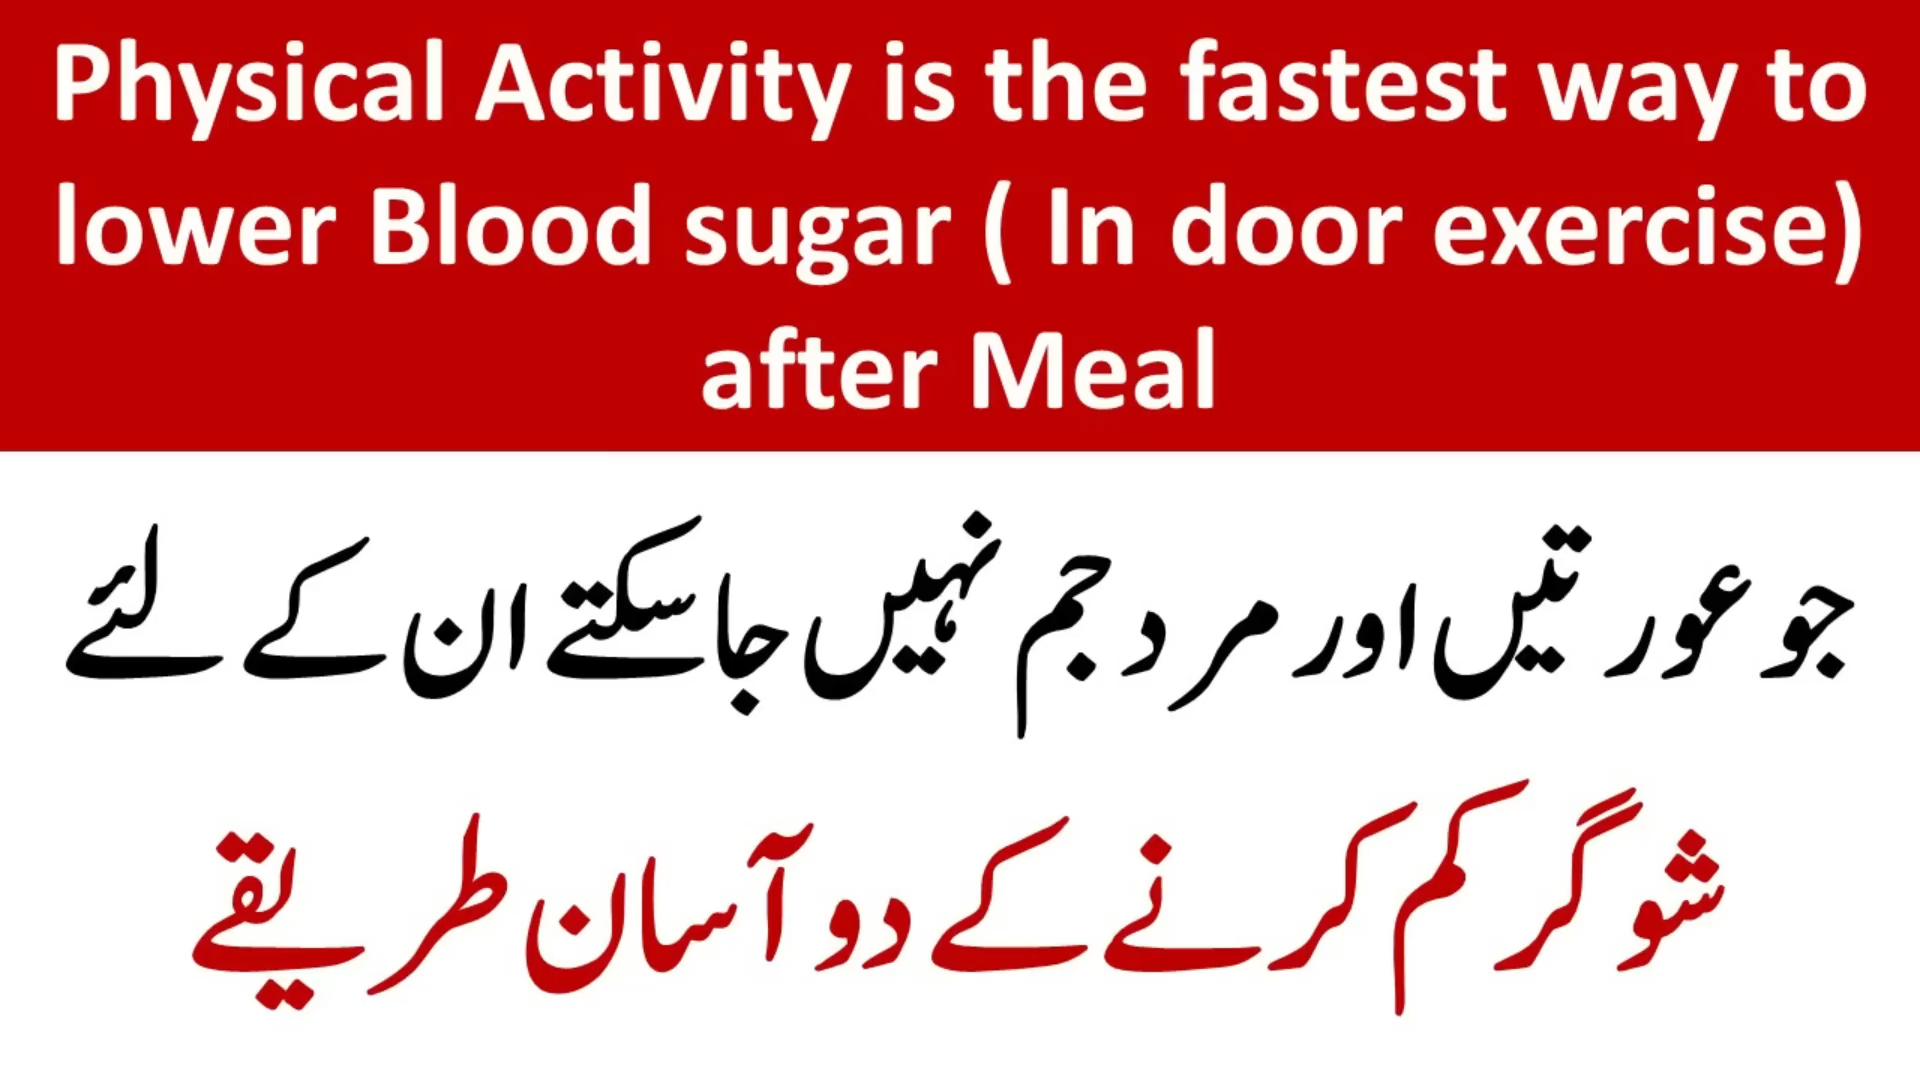 Physical Activity is the fastest way to
lower Blood sugar ( In door exercise)
after Meal
جو عورتیں اور مرد جم نہیں جاسکتے ان کے لئے
شوگر کم کرنے کے دو آسان طریقے